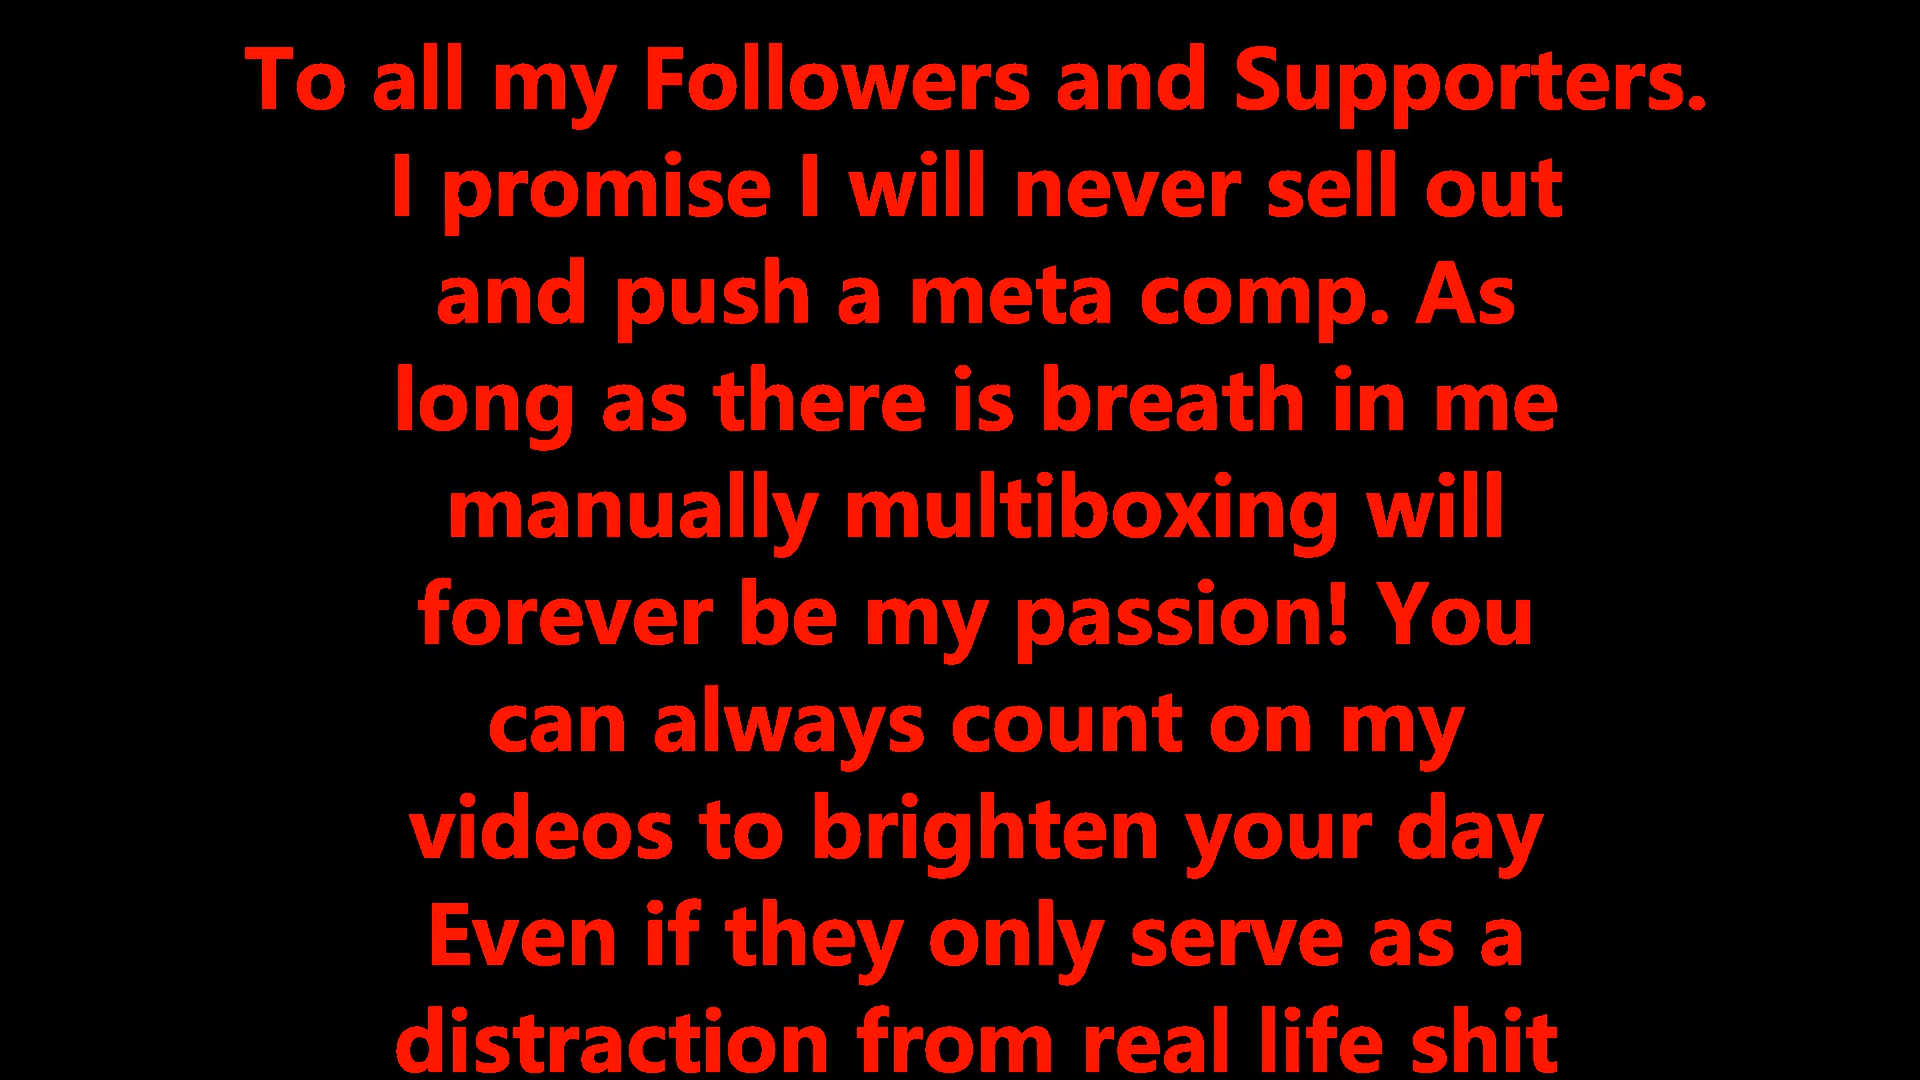 To all my Followers and Supporters.
I promise I will never sell out
and push a meta comp. As
long as there is breath in me
manually multiboxing will
forever be my passion! You
can always count on my
videos to brighten your day
Even if they only serve as a
distraction from real life shit